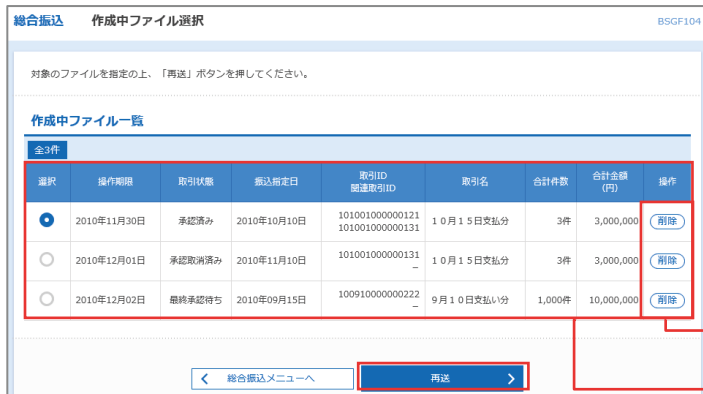 総合振込 作成中ファイル選択 BSGF104
対象のファイルを指定の上、「再送」ボタンを押してください。
作成中ファイル一覧
全3件
選択 操作期限 取引状態 振込指定日 取引ID 関連取引ID 取引名 合計件数 合計金額(円) 操作
2010年11月30日 承認済み 2010年10月10日 101001000000121 101001000000131 10月15日支払分 3件 3,000,000 削除
2010年12月01日 承認取消済み 2010年11月10日 101001000000131 − 10月15日支払分 3件 3,000,000 削除
2010年12月02日 最終承認待ち 2010年09月15日 100910000000222 − 9月10日支払い分 1,000件 10,000,000 削除
総合振込メニューへ 再送